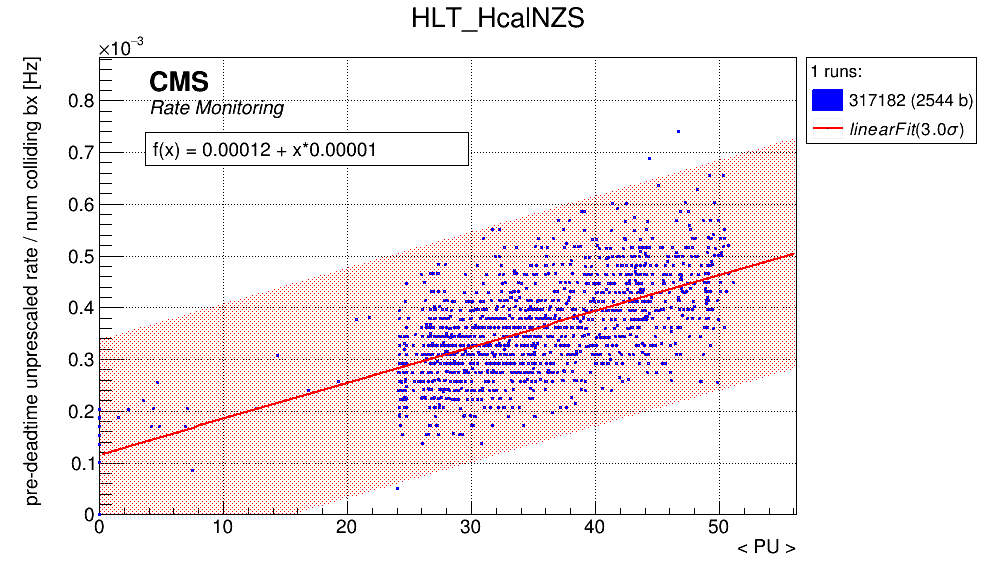 HLT_HcalNZS
×10⁻³
CMS
Rate Monitoring
f(x) = 0.00012 + x*0.00001
1 runs:
317182 (2544 b)
linearFit(3.0σ)
pre-deadtime unprescaled rate / num colliding bx [Hz]
0.8
0.7
0.6
0.5
0.4
0.3
0.2
0.1
0
0 10 20 30 40 50
< PU >